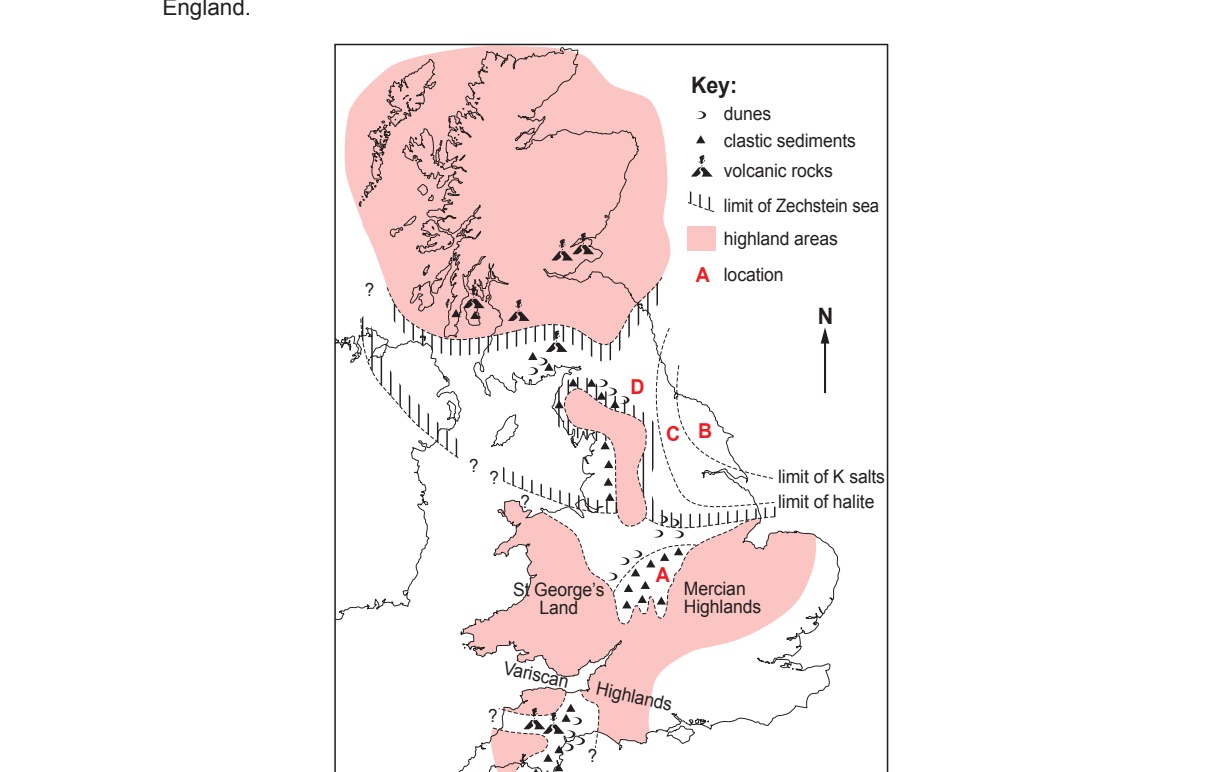 England.
Key:
dunes
clastic sediments
volcanic rocks
limit of Zechstein sea
highland areas
A location
N
?
D
C B
?
?
?
limit of K salts
limit of halite
A
St George's
Land
Mercian
Highlands
Variscan
Highlands
?
?